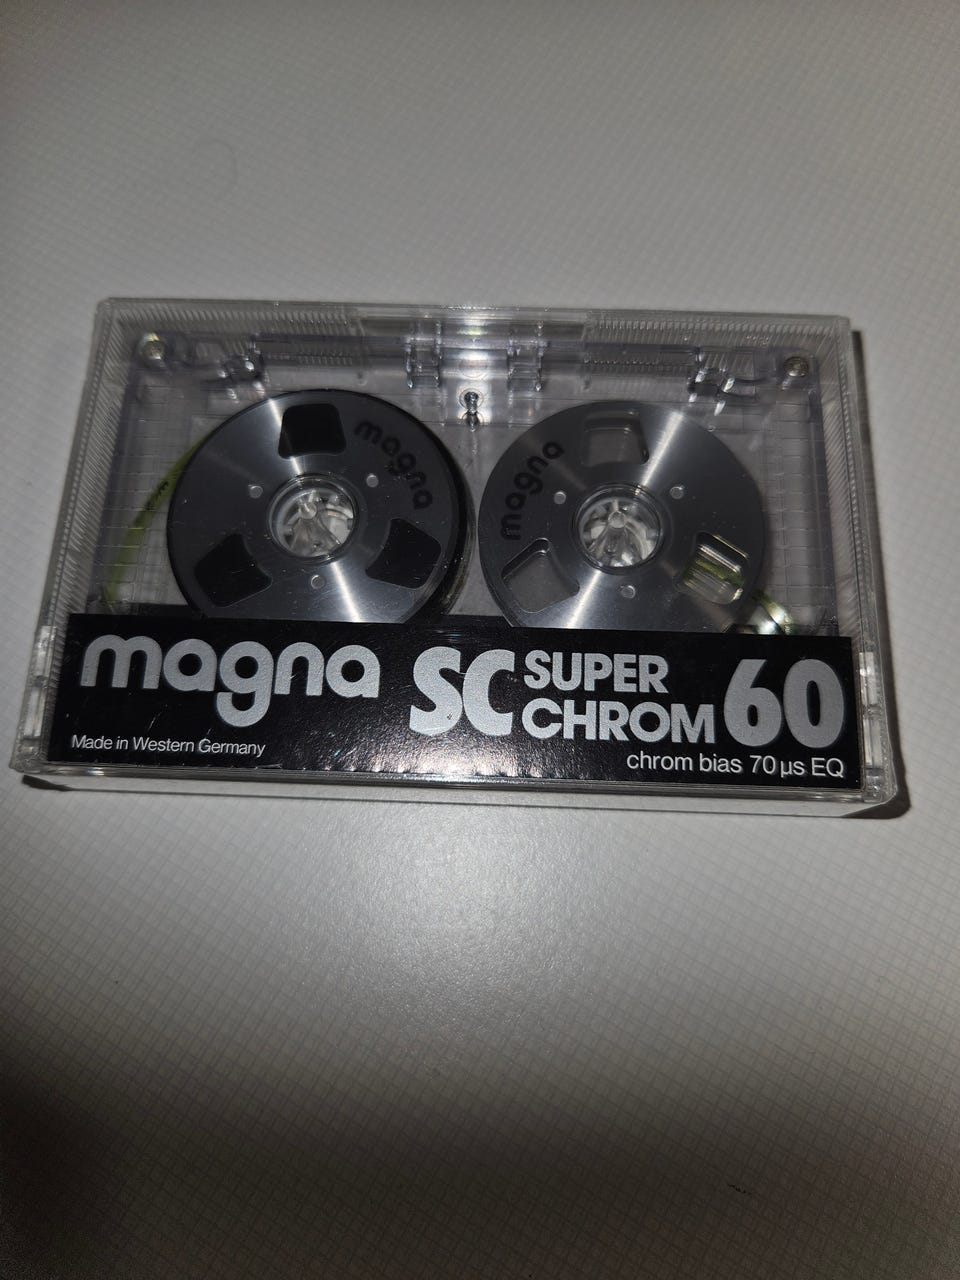 magna
magna
magna
SC SUPER CHROM 60
Made in Western Germany
chrom bias 70 µs EQ